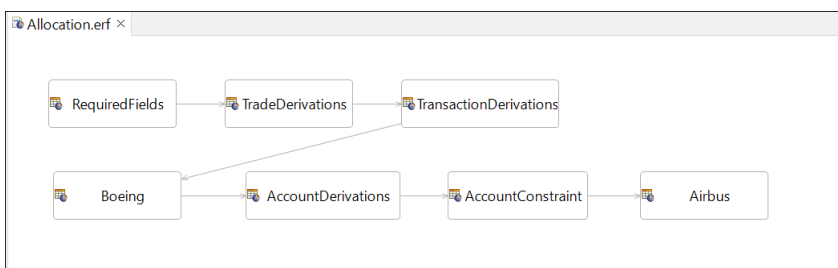 Allocation.erf ×
RequiredFields TradeDerivations TransactionDerivations
Boeing AccountDerivations AccountConstraint Airbus